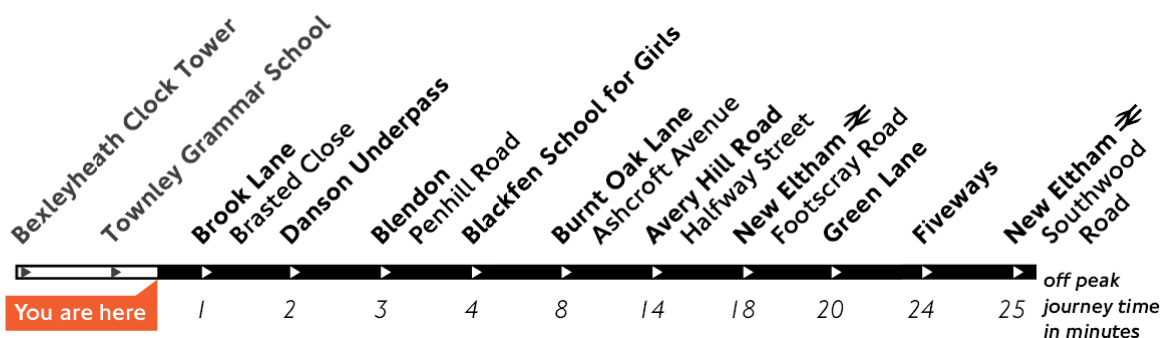 Bexleyheath Clock Tower
Townley Grammar School
Brook Lane
Brasted Close
Danson Underpass
Blendon
Penhill Road
Blackfen School for Girls
Burnt Oak Lane
Ashcroft Avenue
Avery Hill Road
Halfway Street
New Eltham
Footscray Road
Green Lane
Fiveways
New Eltham
Southwood
Road
You are here
1 2 3 4 8 14 18 20 24 25
off peak
journey time
in minutes